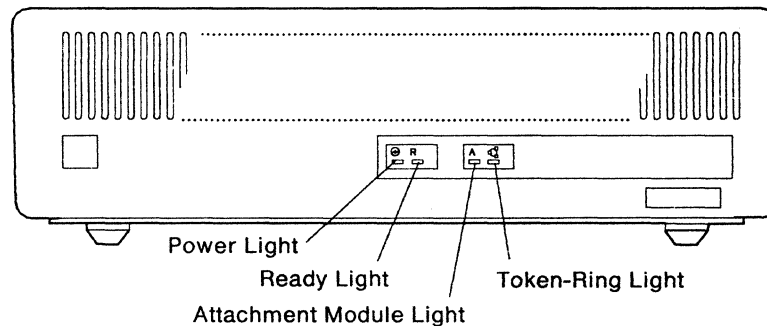 R
A
Power Light
Ready Light
Token-Ring Light
Attachment Module Light